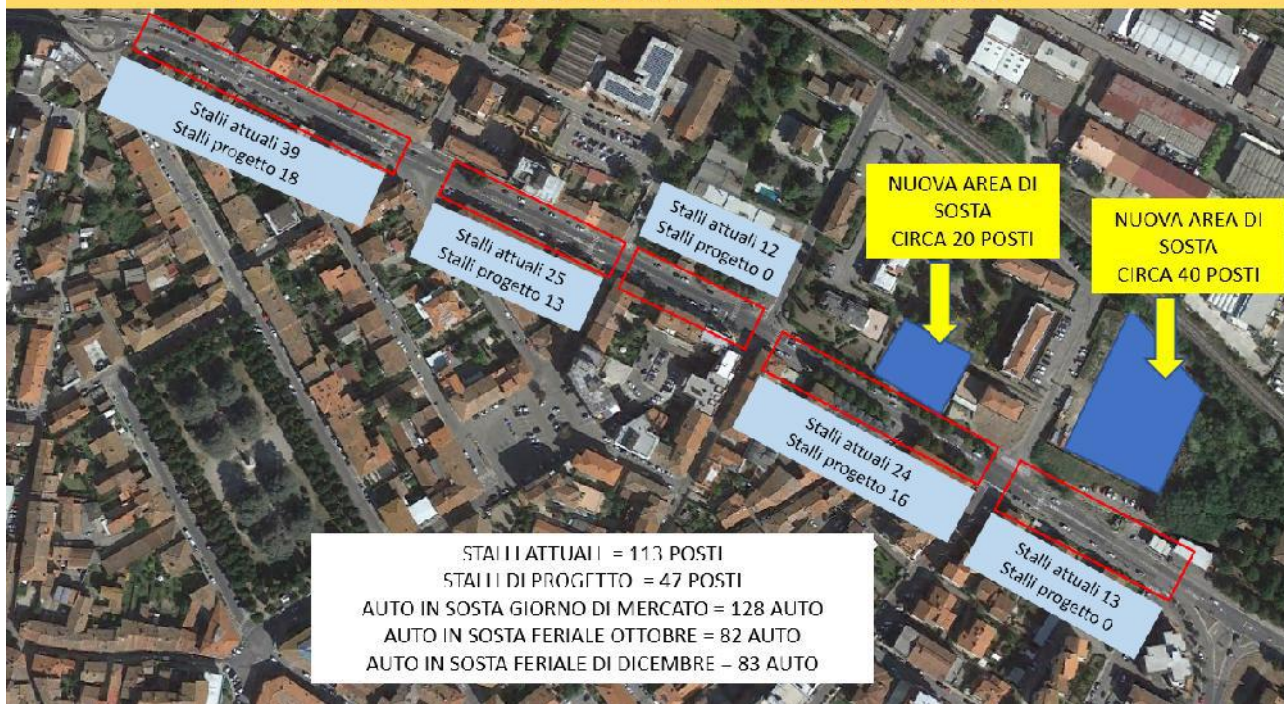 Stalli attuali 39
Stalli progetto 18
Stalli attuali 25
Stalli progetto 13
Stalli attuali 12
Stalli progetto 0
NUOVA AREA DI
SOSTA
CIRCA 20 POSTI
NUOVA AREA DI
SOSTA
CIRCA 40 POSTI
Stalli attuali 24
Stalli progetto 16
Stalli attuali 13
Stalli progetto 0
STALLI ATTUALI = 113 POSTI
STALLI DI PROGETTO = 47 POSTI
AUTO IN SOSTA GIORNO DI MERCATO = 128 AUTO
AUTO IN SOSTA FERIALE OTTOBRE = 82 AUTO
AUTO IN SOSTA FERIALE DI DICEMBRE = 83 AUTO